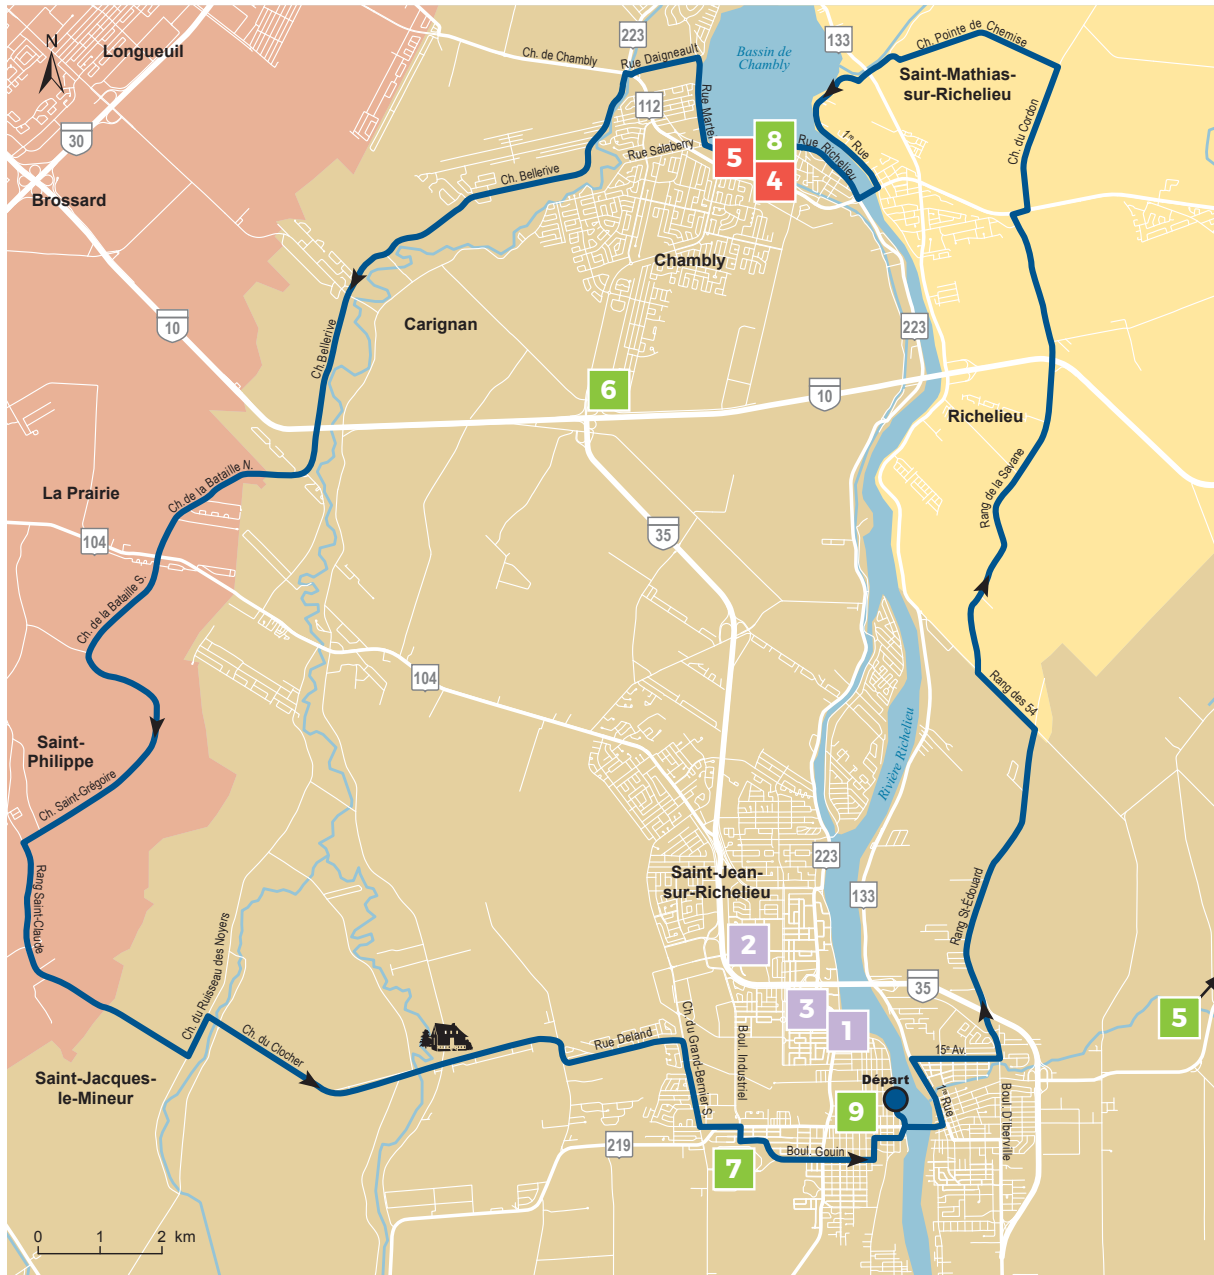 N
Longueuil
30
Brossard
10
223
Ch. de Chambly
Rue Daigneault
112
Rue Martel
Rue Salaberry
Bassin de
Chambly
133
Ch. Pointe de Chemise
Saint-Mathias-
sur-Richelieu
Ch. du Cordon
1re Rue
Rue Richelieu
8
5
4
Ch. Bellerive
Chambly
Carignan
223
Ch.Bellerive
6
10
Richelieu
La Prairie
Ch. de la Bataille N.
104
35
Rang de la Savane
Ch. de la Bataille S.
104
Rang des 54
Saint-
Philippe
Ch. Saint-Grégoire
Rivière Richelieu
Rang Saint-Claude
Saint-Jean-
sur-Richelieu
223
133
Rang St-Édouard
2
35
3
1
5
Ch. du Ruisseau des Noyers
Ch. du Clocher
Rue Deland
Ch. du Grand-Bernier S.
Boul. Industriel
15e Av.
1re Rue
Boul. D'Iberville
Départ
Saint-Jacques-
le-Mineur
9
219
7
Boul. Gouin
0 1 2 km